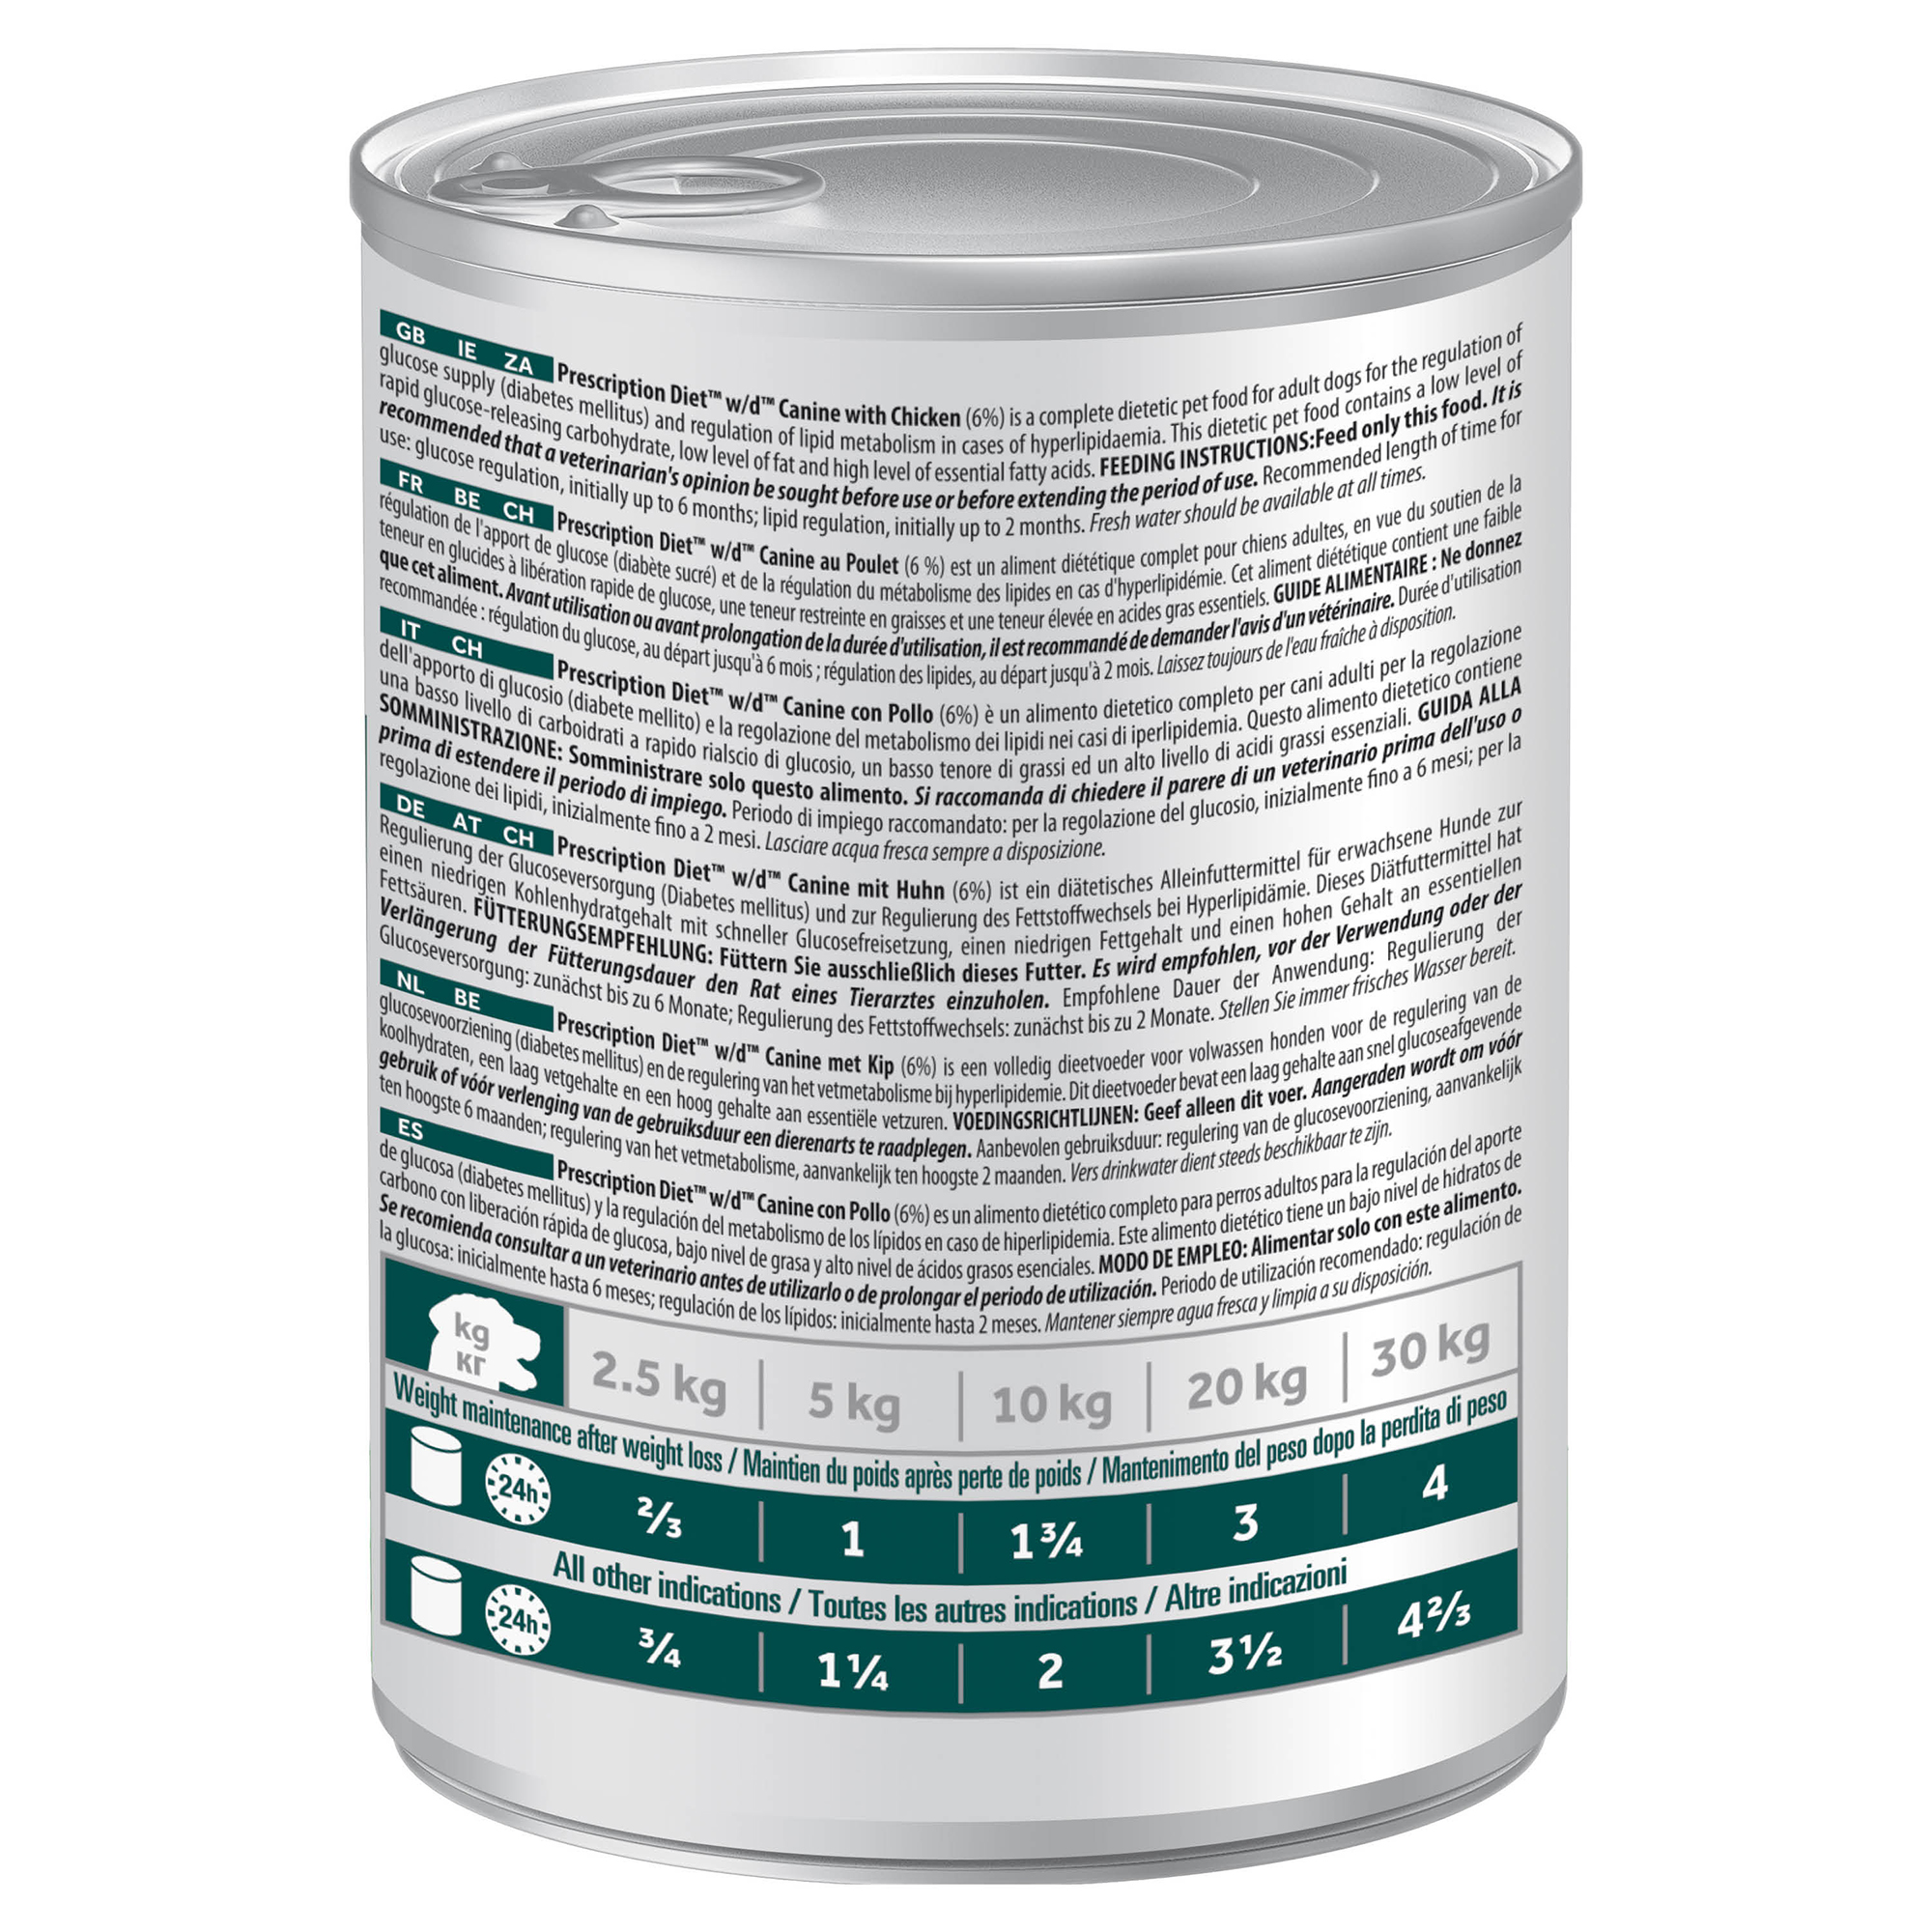 GB IE ZA Prescription Diet™ w/d™ Canine with Chicken (6%) is a complete dietetic pet food for adult dogs for the regulation of
glucose supply (diabetes mellitus) and regulation of lipid metabolism in cases of hyperlipidaemia. This dietetic pet food contains a low level of
rapid glucose-releasing carbohydrate, low level of fat and high level of essential fatty acids. FEEDING INSTRUCTIONS:Feed only this food. It is
recommended that a veterinarian's opinion be sought before use or before extending the period of use. Recommended length of time for
use: glucose regulation, initially up to 6 months; lipid regulation, initially up to 2 months. Fresh water should be available at all times.
FR BE CH Prescription Diet™ w/d™ Canine au Poulet (6 %) est un aliment diététique complet pour chiens adultes, en vue du soutien de la
régulation de l'apport de glucose (diabète sucré) et de la régulation du métabolisme des lipides en cas d'hyperlipidémie. Cet aliment diététique contient une faible
teneur en glucides à libération rapide de glucose, une teneur restreinte en graisses et une teneur élevée en acides gras essentiels. GUIDE ALIMENTAIRE : Ne donnez
que cet aliment. Avant utilisation ou avant prolongation de la durée d'utilisation, il est recommandé de demander l'avis d'un vétérinaire. Durée d'utilisation
recommandée : régulation du glucose, au départ jusqu'à 6 mois ; régulation des lipides, au départ jusqu'à 2 mois. Laissez toujours de l'eau fraîche à disposition.
IT CH Prescription Diet™ w/d™ Canine con Pollo (6%) è un alimento dietetico completo per cani adulti per la regolazione
dell'apporto di glucosio (diabete mellito) e la regolazione del metabolismo dei lipidi nei casi di iperlipidemia. Questo alimento dietetico contiene
una basso livello di carboidrati a rapido rialscio di glucosio, un basso tenore di grassi ed un alto livello di acidi grassi essenziali. GUIDA ALLA
SOMMINISTRAZIONE: Somministrare solo questo alimento. Si raccomanda di chiedere il parere di un veterinario prima dell'uso o
prima di estendere il periodo di impiego. Periodo di impiego raccomandato: per la regolazione del glucosio, inizialmente fino a 6 mesi; per la
regolazione dei lipidi, inizialmente fino a 2 mesi. Lasciare acqua fresca sempre a disposizione.
DE AT CH Prescription Diet™ w/d™ Canine mit Huhn (6%) ist ein diätetisches Alleinfuttermittel für erwachsene Hunde zur
Regulierung der Glucoseversorgung (Diabetes mellitus) und zur Regulierung des Fettstoffwechsels bei Hyperlipidämie. Dieses Diätfuttermittel hat
einen niedrigen Kohlenhydratgehalt mit schneller Glucosefreisetzung, einen niedrigen Fettgehalt und einen hohen Gehalt an essentiellen
Fettsäuren. FÜTTERUNGSEMPFEHLUNG: Füttern Sie ausschließlich dieses Futter. Es wird empfohlen, vor der Verwendung oder der
Verlängerung der Fütterungsdauer den Rat eines Tierarztes einzuholen. Empfohlene Dauer der Anwendung: Regulierung der
Glucoseversorgung: zunächst bis zu 6 Monate; Regulierung des Fettstoffwechsels: zunächst bis zu 2 Monate. Stellen Sie immer frisches Wasser bereit.
NL BE Prescription Diet™ w/d™ Canine met Kip (6%) is een volledig dieetvoeder voor volwassen honden voor de regulering van de
glucosevoorziening (diabetes mellitus) en de regulering van het vetmetabolisme bij hyperlipidemie. Dit dieetvoeder bevat een laag gehalte aan snel glucoseafgevende
koolhydraten, een laag vetgehalte en een hoog gehalte aan essentiële vetzuren. VOEDINGSRICHTLIJNEN: Geef alleen dit voer. Aangeraden wordt om vóór
gebruik of vóór verlenging van de gebruiksduur een dierenarts te raadplegen. Aanbevolen gebruiksduur: regulering van de glucosevoorziening, aanvankelijk
ten hoogste 6 maanden; regulering van het vetmetabolisme, aanvankelijk ten hoogste 2 maanden. Vers drinkwater dient steeds beschikbaar te zijn.
ES Prescription Diet™ w/d™ Canine con Pollo (6%) es un alimento dietético completo para perros adultos para la regulación del aporte
de glucosa (diabetes mellitus) y la regulación del metabolismo de los lípidos en caso de hiperlipidemia. Este alimento dietético tiene un bajo nivel de hidratos de
carbono con liberación rápida de glucosa, bajo nivel de grasa y alto nivel de ácidos grasos esenciales. MODO DE EMPLEO: Alimentar solo con este alimento.
Se recomienda consultar a un veterinario antes de utilizarlo o de prolongar el periodo de utilización. Periodo de utilización recomendado: regulación de
la glucosa: inicialmente hasta 6 meses; regulación de los lípidos: inicialmente hasta 2 meses. Mantener siempre agua fresca y limpia a su disposición.
kg 2.5 kg 5 kg 10 kg 20 kg 30 kg
кг
Weight maintenance after weight loss / Maintien du poids après perte de poids / Mantenimento del peso dopo la perdita di peso
24h ⅔ 1 1¾ 3 4
All other indications / Toutes les autres indications / Altre indicazioni
24h ¾ 1¼ 2 3½ 4⅔